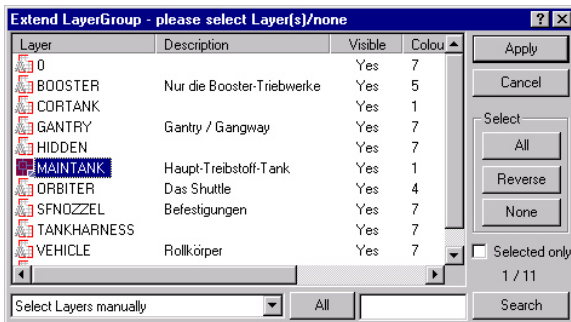 Extend LayerGroup - please select Layer(s)/none
Layer Description Visible Colou
0 Yes 7
BOOSTER Nur die Booster-Triebwerke Yes 5
CORTANK Yes 1
GANTRY Gantry / Gangway Yes 7
HIDDEN Yes 7
MAINTANK Haupt-Treibstoff-Tank Yes 1
ORBITER Das Shuttle Yes 4
SFNOZZEL Befestigungen Yes 7
TANKHARNESS Yes 7
VEHICLE Rollkörper Yes 7
Select Layers manually All
Apply
Cancel
Select
All
Reverse
None
Selected only
1 / 11
Search